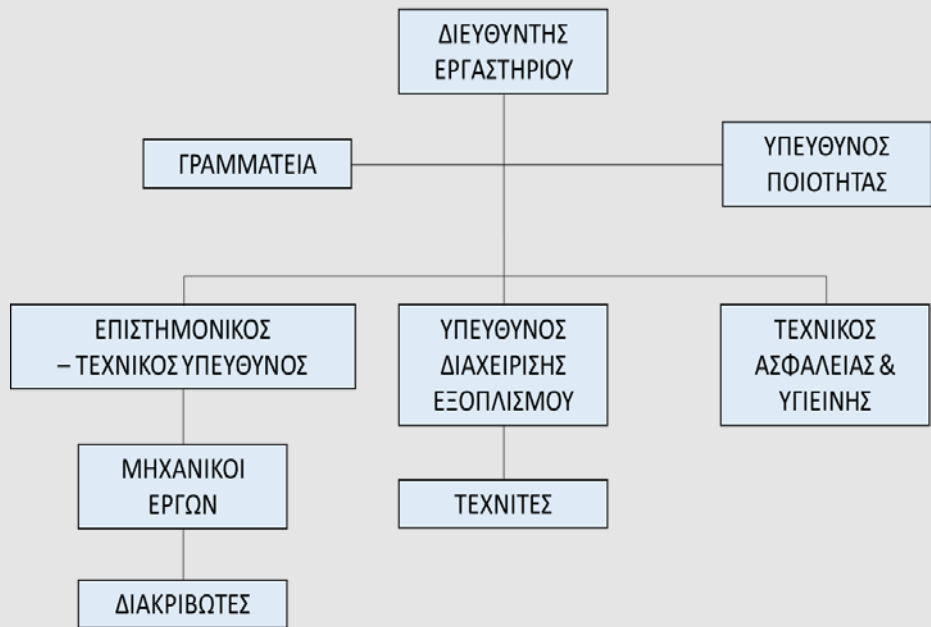 ΔΙΕΥΘΥΝΤΗΣ
ΕΡΓΑΣΤΗΡΙΟΥ
ΓΡΑΜΜΑΤΕΙΑ
ΥΠΕΥΘΥΝΟΣ
ΠΟΙΟΤΗΤΑΣ
ΕΠΙΣΤΗΜΟΝΙΚΟΣ
– ΤΕΧΝΙΚΟΣ ΥΠΕΥΘΥΝΟΣ
ΥΠΕΥΘΥΝΟΣ
ΔΙΑΧΕΙΡΙΣΗΣ
ΕΞΟΠΛΙΣΜΟΥ
ΤΕΧΝΙΚΟΣ
ΑΣΦΑΛΕΙΑΣ &
ΥΓΙΕΙΝΗΣ
ΜΗΧΑΝΙΚΟΙ
ΕΡΓΩΝ
ΤΕΧΝΙΤΕΣ
ΔΙΑΚΡΙΒΩΤΕΣ